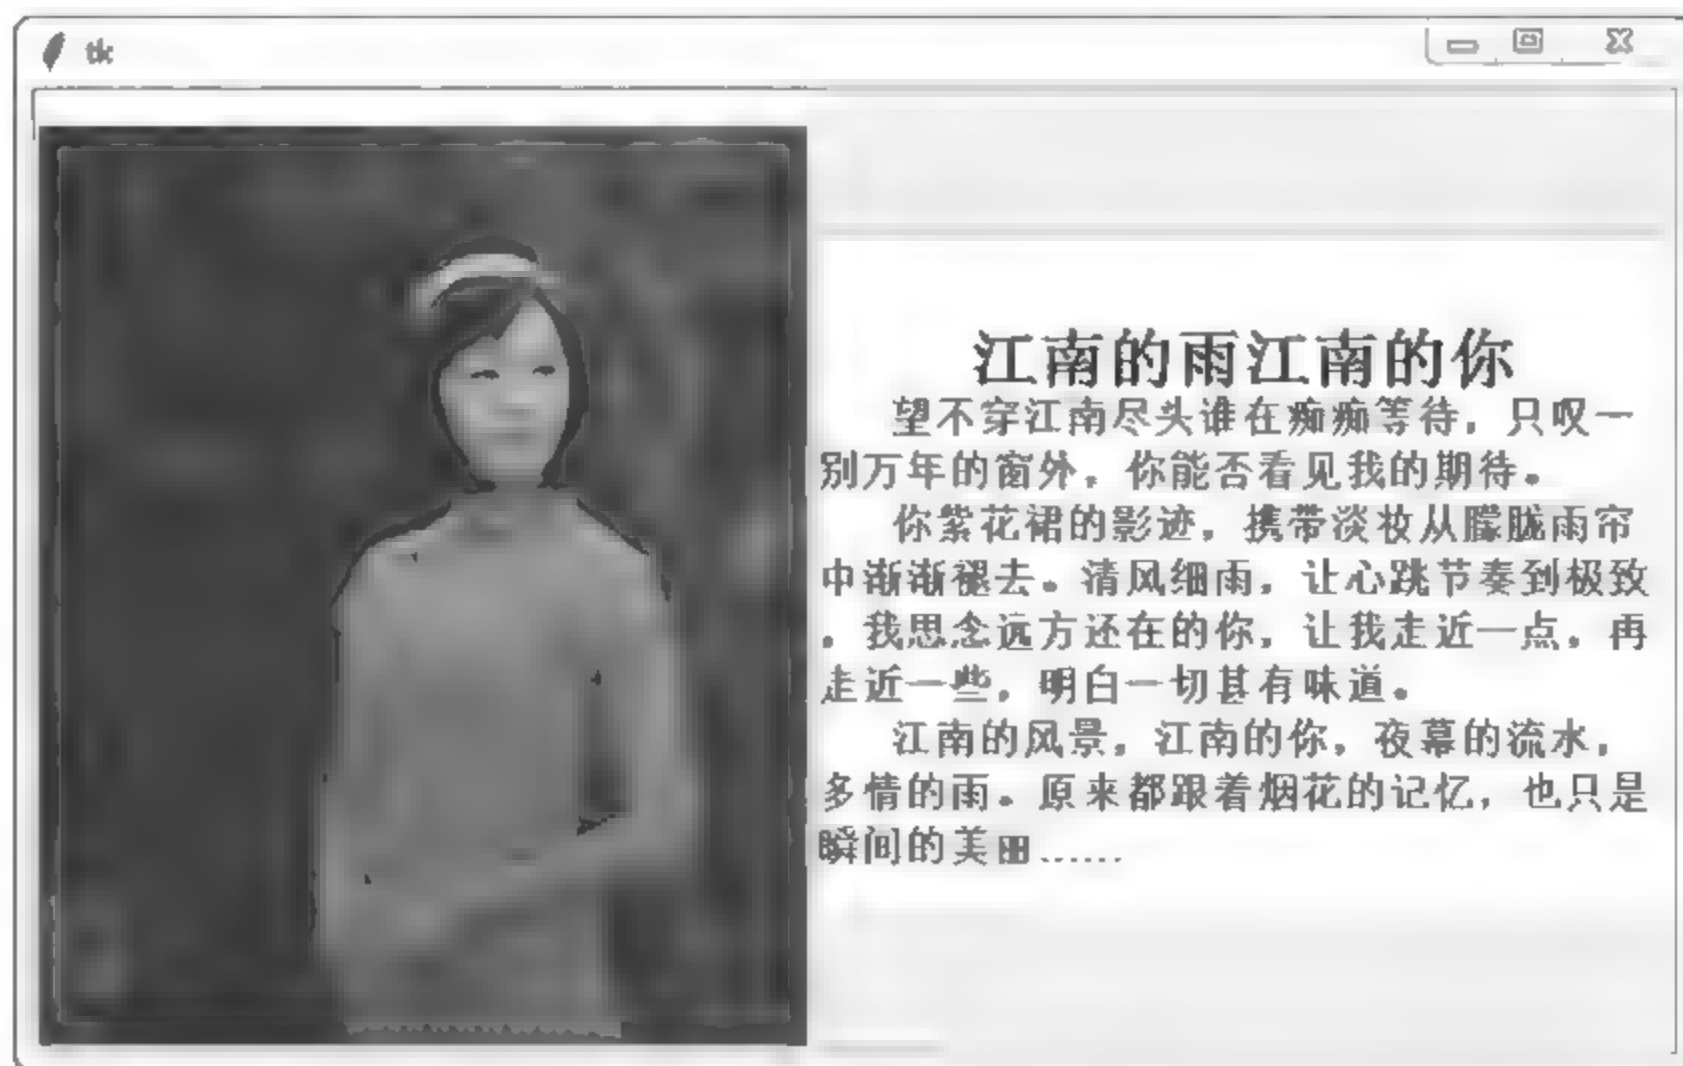 tk
江南的雨江南的你
望不穿江南尽头谁在痴痴等待，只叹一
别万年的窗外，你能否看见我的期待。
你紫花裙的影迹，携带淡妆从朦胧雨帘
中渐渐褪去。清风细雨，让心跳节奏到极致
，我思念远方还在的你，让我走近一点，再
走近一些，明白一切甚有味道。
江南的风景，江南的你，夜幕的流水，
多情的雨。原来都跟着烟花的记忆，也只是
瞬间的美丽……